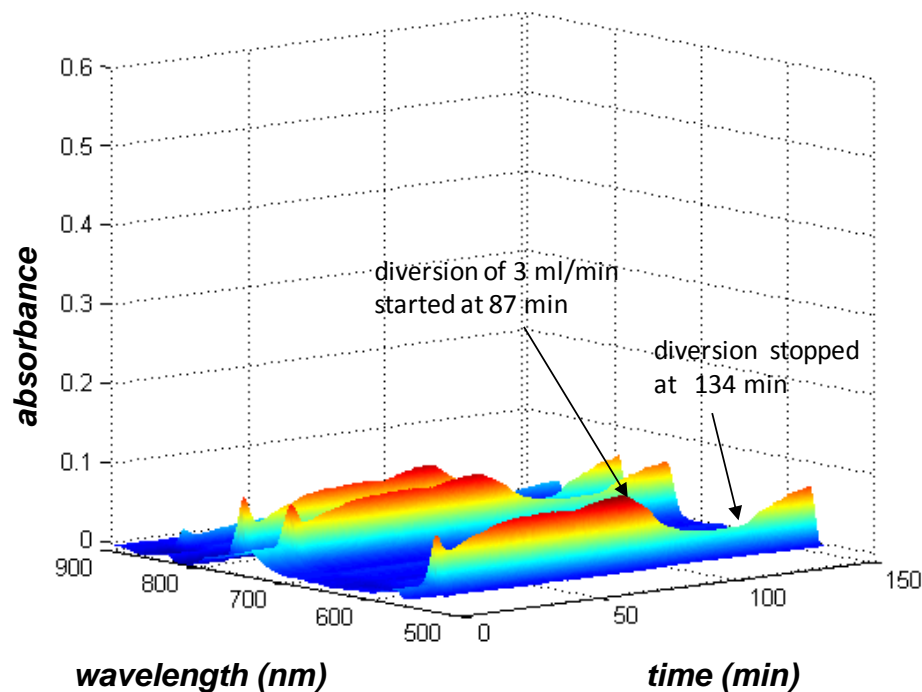 0.6
0.5
0.4
0.3
0.2
0.1
0
absorbance
diversion of 3 ml/min
started at 87 min
diversion stopped
at 134 min
900
800
700
600
500
0
50
100
150
wavelength (nm)
time (min)